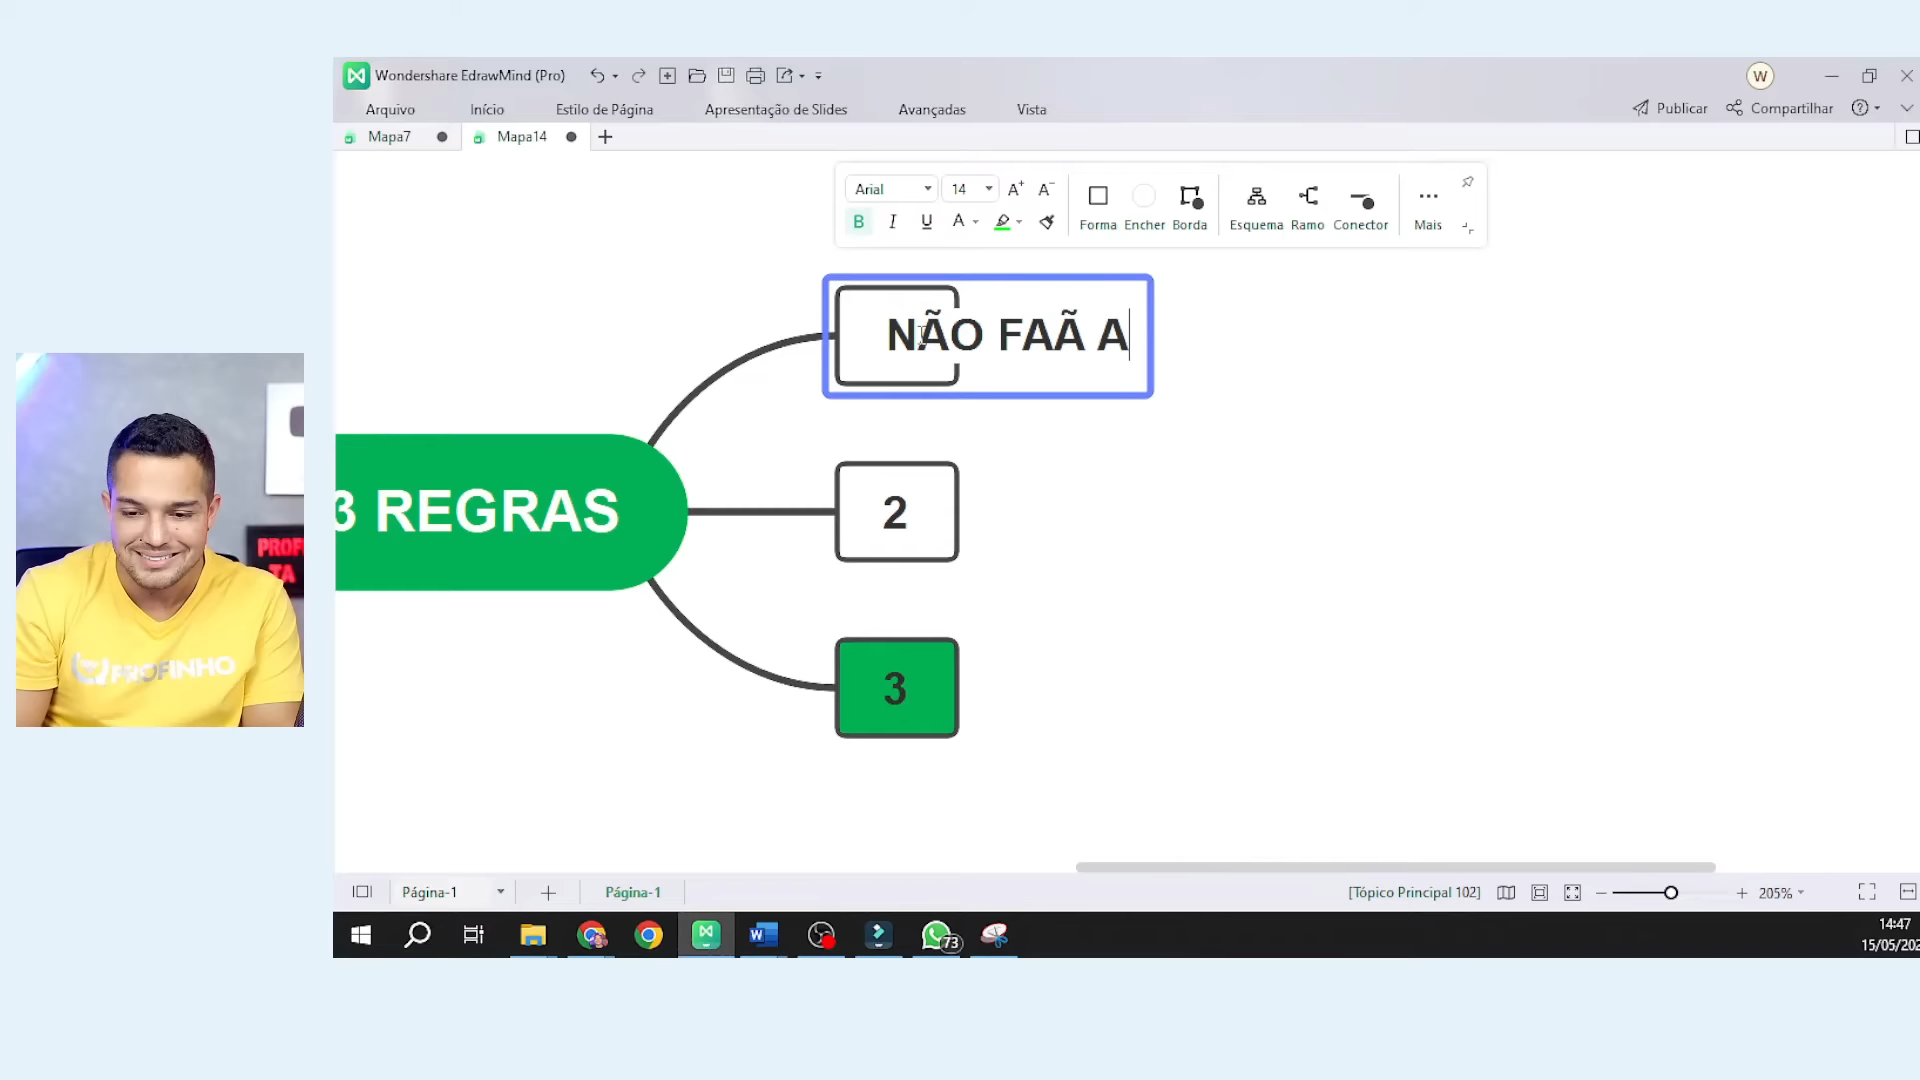 Wondershare EdrawMind (Pro)
W
Arquivo Início Estilo de Página Apresentação de Slides Avançadas Vista
Publicar Compartilhar
Mapa7 Mapa14
Arial 14 A+ A-
B I U A
Forma Encher Borda Esquema Ramo Conector Mais
NÃO FAÃ A
3 REGRAS
2
3
PROFINHO
Página-1 Página-1
[Tópico Principal 102] 205%
73
14:47
15/05/202